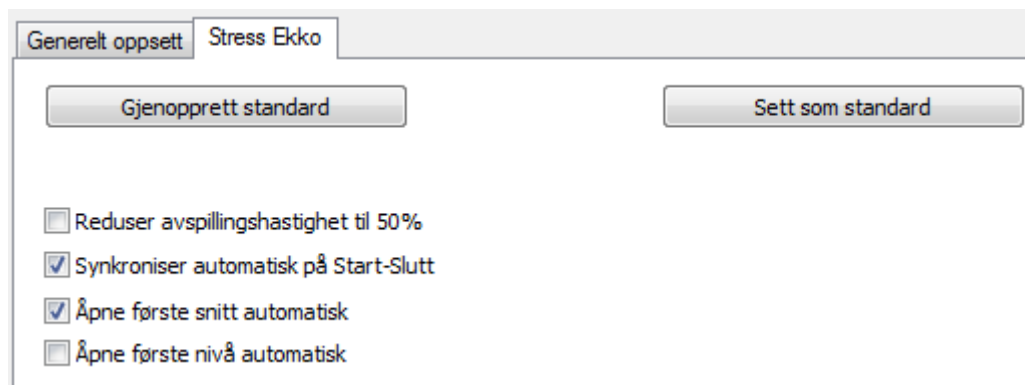 Generelt oppsett Stress Ekko
Gjenopprett standard Sett som standard
Reduser avspillingshastighet til 50%
Synkroniser automatisk på Start-Slutt
Åpne første snitt automatisk
Åpne første nivå automatisk